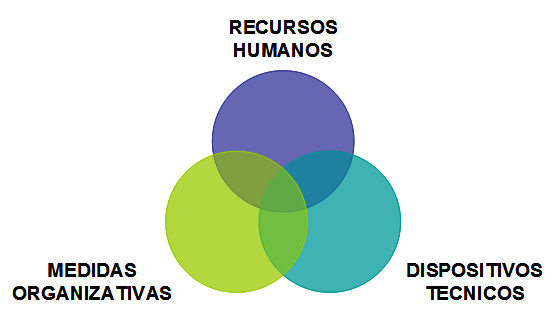 RECURSOS
HUMANOS
MEDIDAS
ORGANIZATIVAS
DISPOSITIVOS
TECNICOS